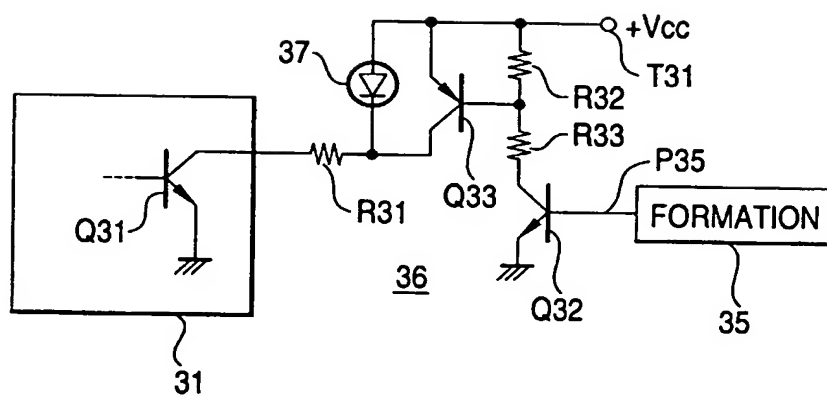 +Vcc
37
T31
R32
R33
P35
Q33
FORMATION
Q31
R31
36
Q32
35
31